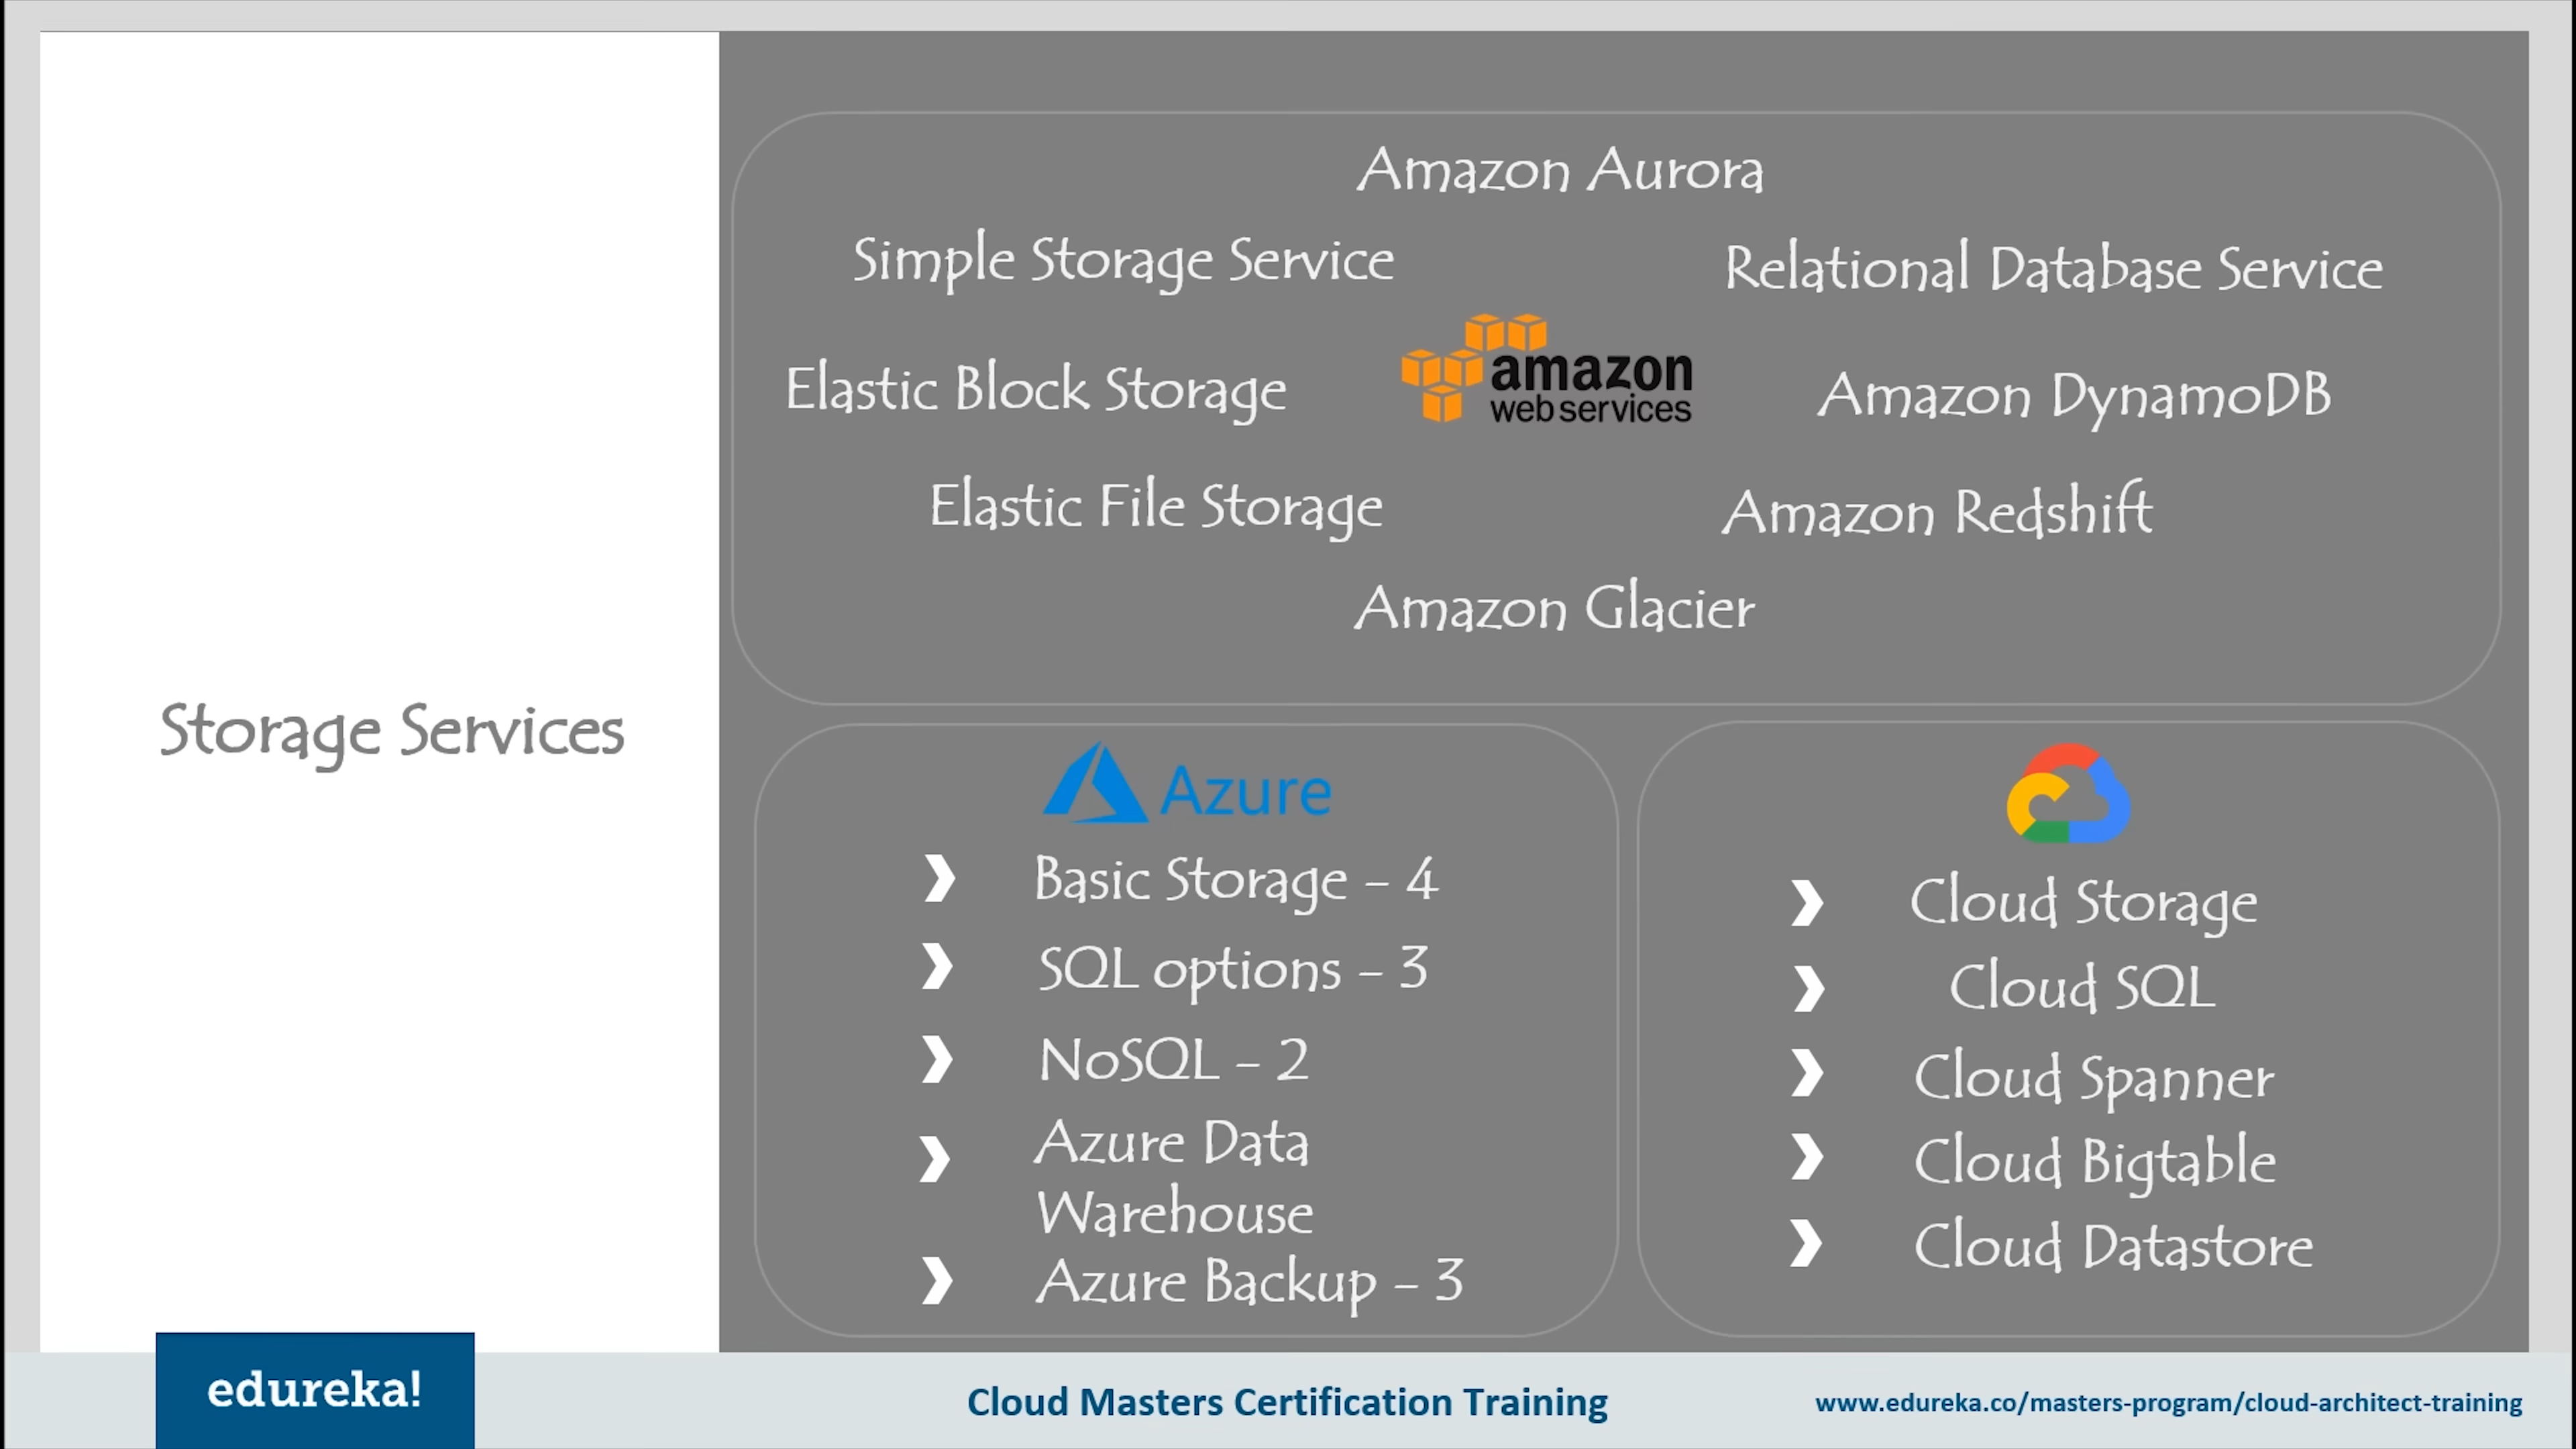 Storage Services
Amazon Aurora
Simple Storage Service
Relational Database Service
Elastic Block Storage
amazon
web services
Amazon DynamoDB
Elastic File Storage
Amazon Redshift
Amazon Glacier
Azure
Basic Storage – 4
SQL options – 3
NoSQL – 2
Azure Data
Warehouse
Azure Backup – 3
Cloud Storage
Cloud SQL
Cloud Spanner
Cloud Bigtable
Cloud Datastore
edureka!
Cloud Masters Certification Training
www.edureka.co/masters-program/cloud-architect-training